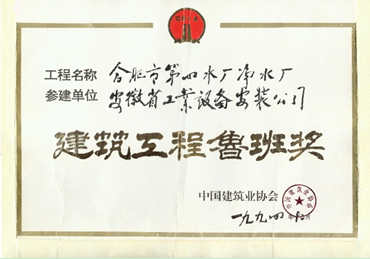 工程名称 合肥市第四水厂净水厂
参建单位 安徽省工业设备安装公司
建筑工程鲁班奖
中国建筑业协会
一九九四年